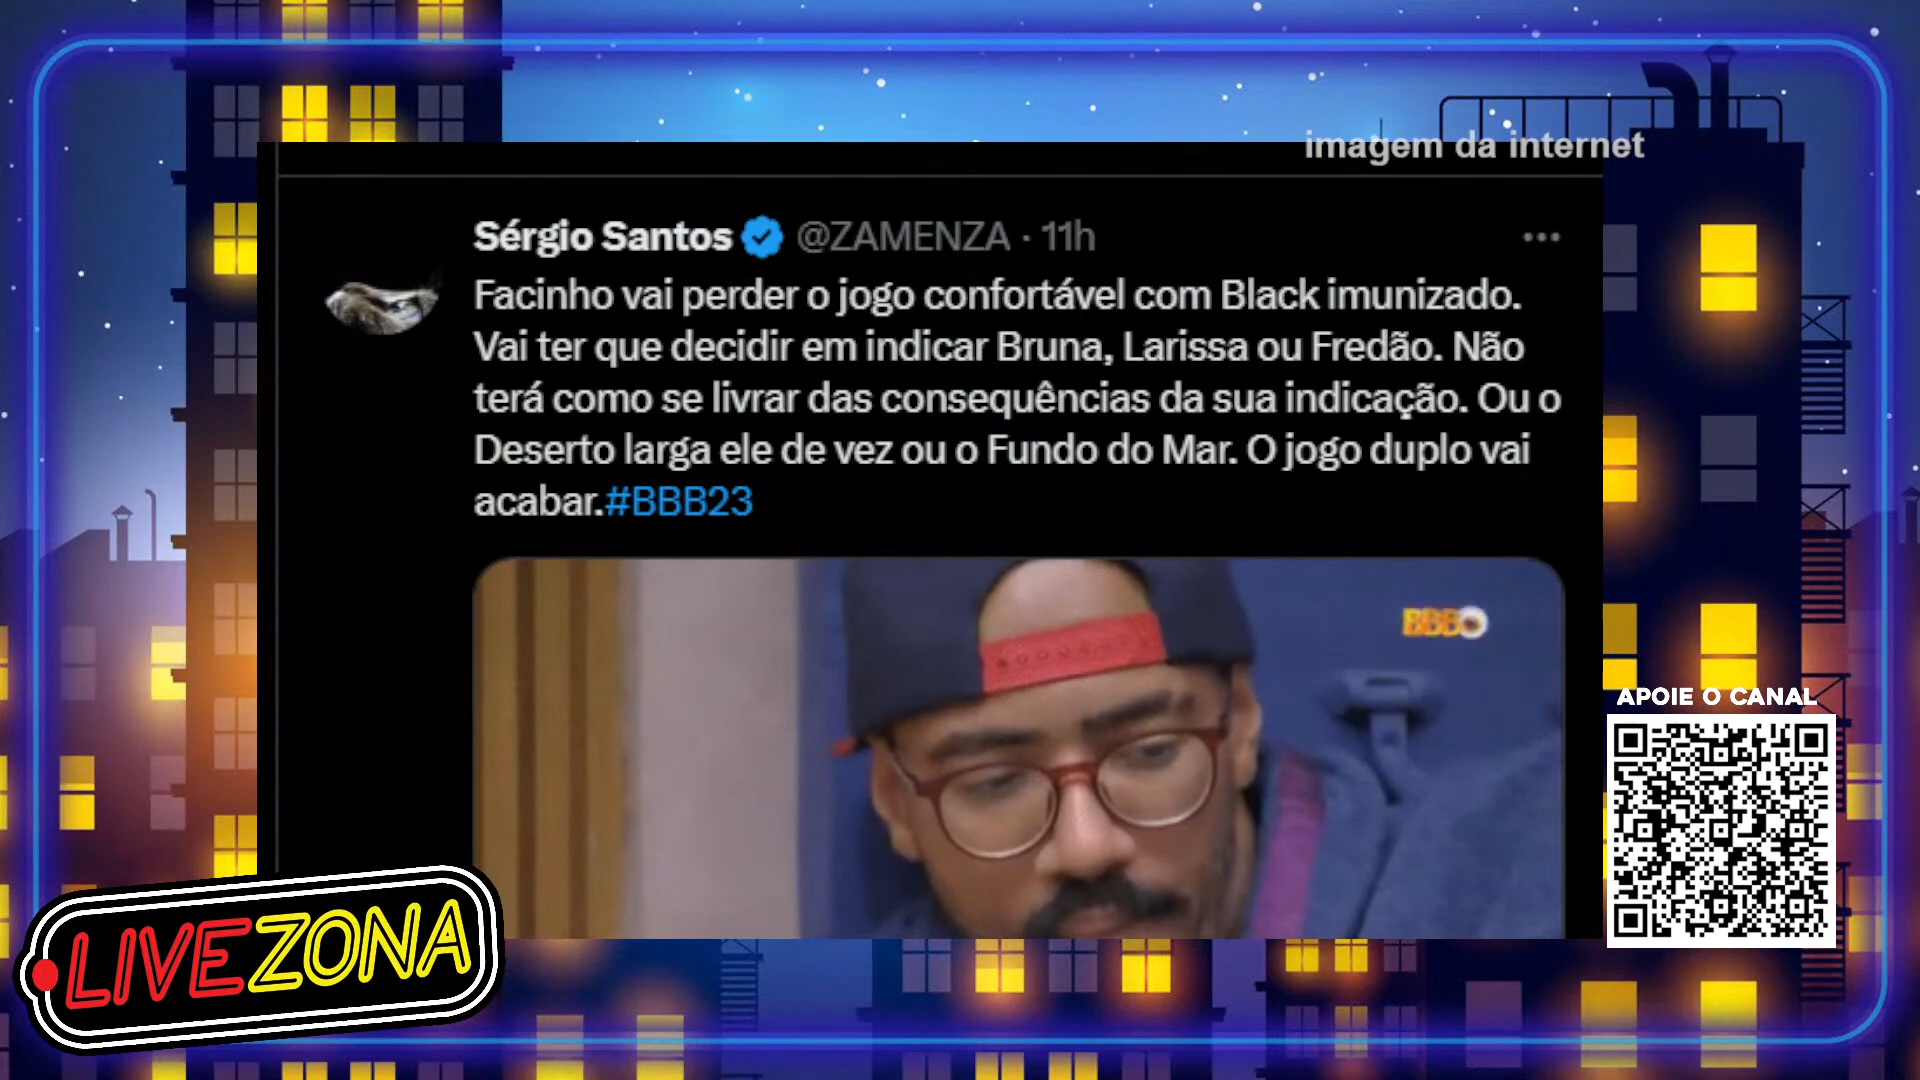 imagem da internet
Sérgio Santos @ZAMENZA · 11h
Facinho vai perder o jogo confortável com Black imunizado.
Vai ter que decidir em indicar Bruna, Larissa ou Fredão. Não
terá como se livrar das consequências da sua indicação. Ou o
Deserto larga ele de vez ou o Fundo do Mar. O jogo duplo vai
acabar.#BBB23
BBB
APOIE O CANAL
LIVEZONA